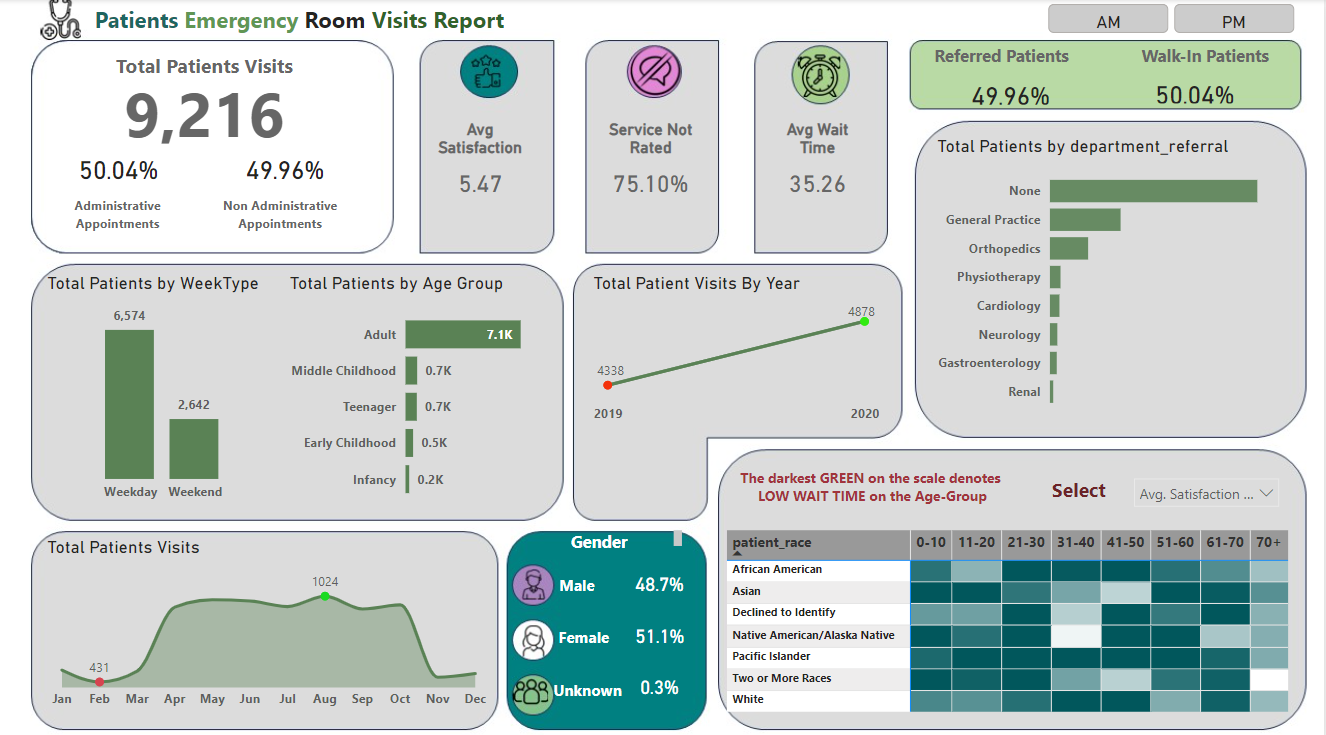 Patients Emergency Room Visits Report
AM
PM
Total Patients Visits
9,216
50.04%
49.96%
Administrative
Appointments
Non Administrative
Appointments
Avg
Satisfaction
5.47
Service Not
Rated
75.10%
Avg Wait
Time
35.26
Referred Patients
Walk-In Patients
49.96%
50.04%
Total Patients by department_referral
None
General Practice
Orthopedics
Physiotherapy
Cardiology
Neurology
Gastroenterology
Renal
Total Patients by WeekType
6,574
2,642
Weekday
Weekend
Total Patients by Age Group
Adult
7.1K
Middle Childhood
0.7K
Teenager
0.7K
Early Childhood
0.5K
Infancy
0.2K
Total Patient Visits By Year
4338
4878
2019
2020
The darkest GREEN on the scale denotes
LOW WAIT TIME on the Age-Group
Select
Avg. Satisfaction ...
patient_race 0-10 11-20 21-30 31-40 41-50 51-60 61-70 70+
African American
Asian
Declined to Identify
Native American/Alaska Native
Pacific Islander
Two or More Races
White
Total Patients Visits
1024
431
Jan Feb Mar Apr May Jun Jul Aug Sep Oct Nov Dec
Gender
Male 48.7%
Female 51.1%
Unknown 0.3%